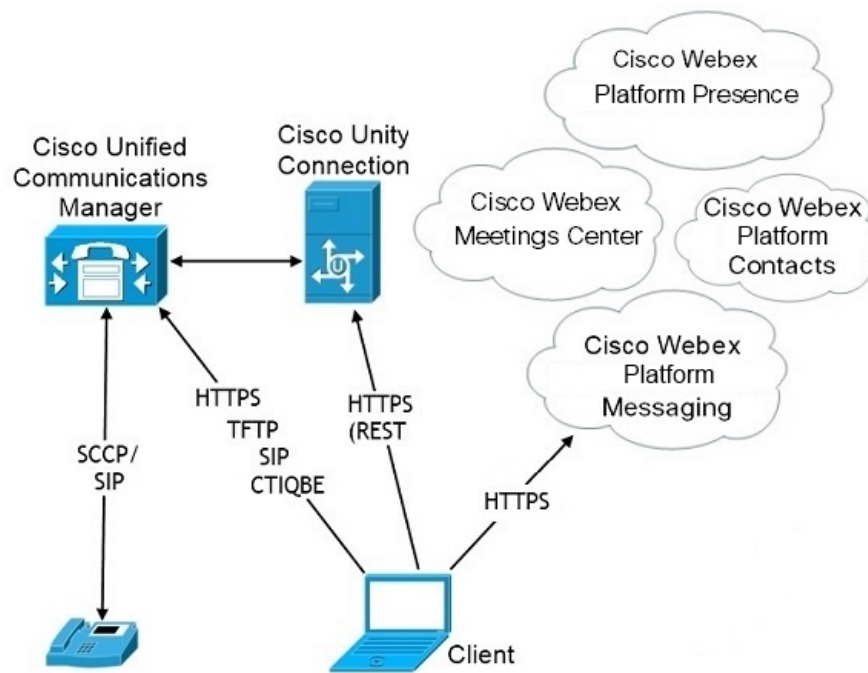 Cisco Webex
Platform Presence
Cisco Unity
Connection
Cisco Unified
Communications
Manager
Cisco Webex
Meetings Center
Cisco Webex
Platform
Contacts
U
Cisco Webex
Platform
Messaging
HTTPS
TFTP
SIP
CTIQBE
HTTPS
(REST
SCCP/
SIP
HTTPS
Client